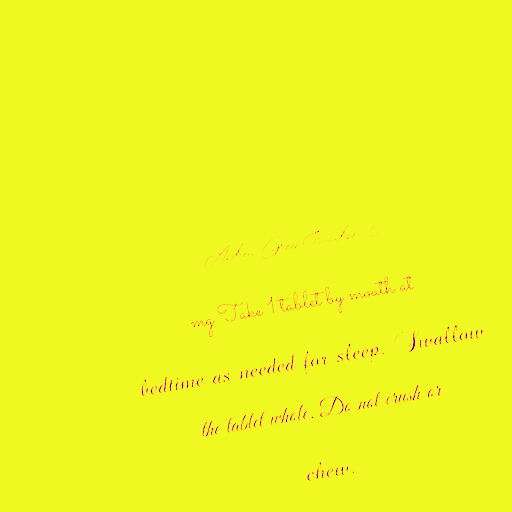 mg Take 1 tablet by mouth at
bedtime as needed for sleep. Swallow
the tablet whole. Do not crush or
chew.